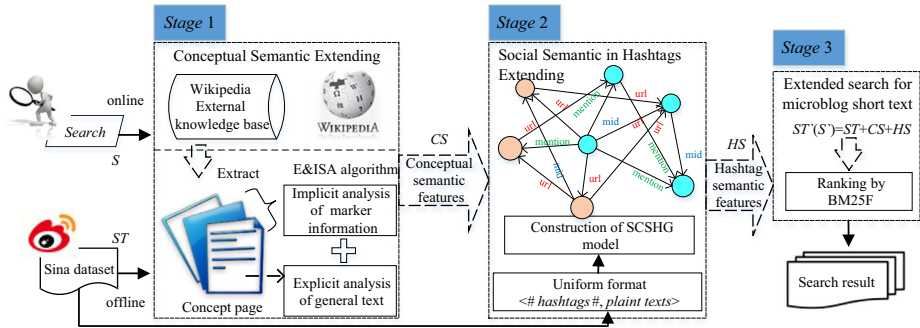 Stage 1
Conceptual Semantic Extending
Wikipedia
External
knowledge base
WIKIPEDIA
online
Search
S
Extract
E&ISA algorithm
Implicit analysis
of marker
information
Explicit analysis
of general text
Concept page
ST
Sina dataset
offline
CS
Conceptual
semantic
features
Stage 2
Social Semantic in Hashtags
Extending
url
mention
url
url
url
mid
mention
mention
mid
mid
url
url
mention
Construction of SCSHG
model
Uniform format
<# hashtags #, plaint texts>
HS
Hashtag
semantic
features
Stage 3
Extended search for
microblog short text
ST`(S’)=ST+CS+HS
Ranking by
BM25F
Search result